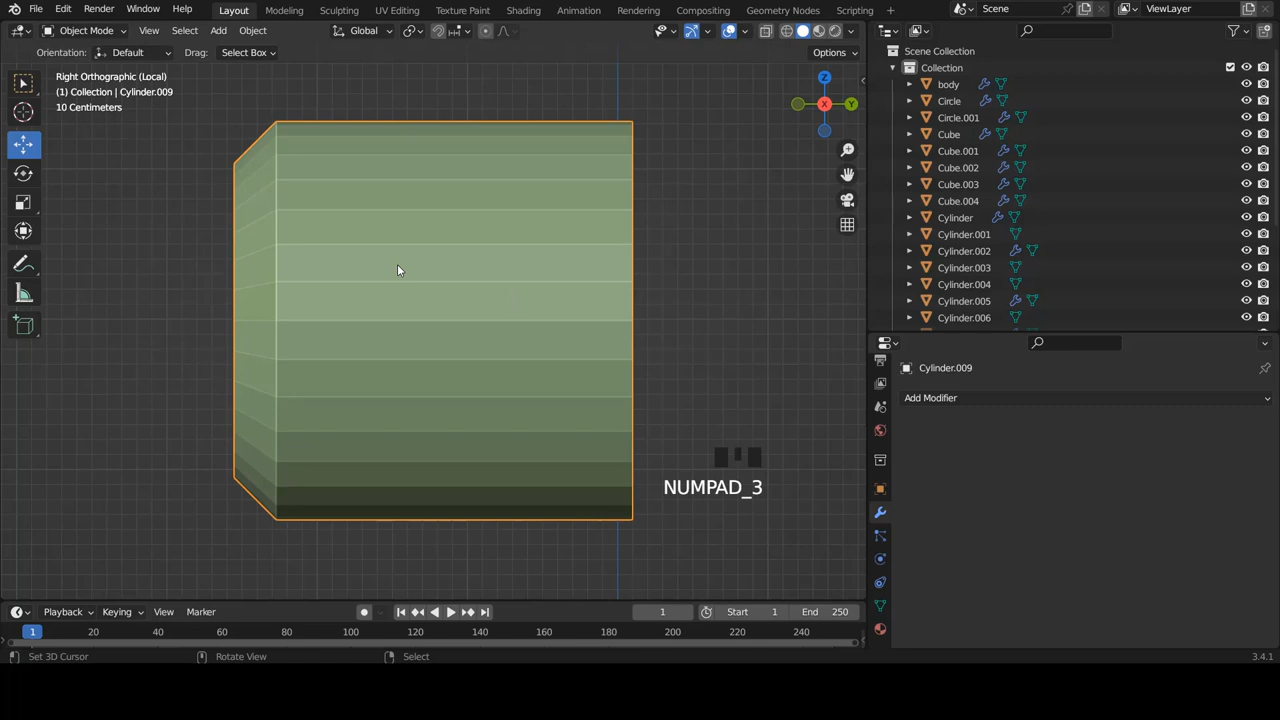 File Edit Render Window Help Layout Modeling Sculpting UV Editing Texture Paint Shading Animation Rendering Compositing Geometry Nodes Scripting Scene ViewLayer
Object Mode View Select Add Object Global
Orientation: Default Drag: Select Box Options
Right Orthographic (Local)
(1) Collection | Cylinder.009
10 Centimeters
Z
X
Y
NUMPAD_3
Scene Collection
Collection
body
Circle
Circle.001
Cube
Cube.001
Cube.002
Cube.003
Cube.004
Cylinder
Cylinder.001
Cylinder.002
Cylinder.003
Cylinder.004
Cylinder.005
Cylinder.006
Cylinder.009
Add Modifier
Playback Keying View Marker 1 Start 1 End 250
1 20 40 60 80 100 120 140 160 180 200 220 240
Set 3D Cursor Rotate View Select 3.4.1